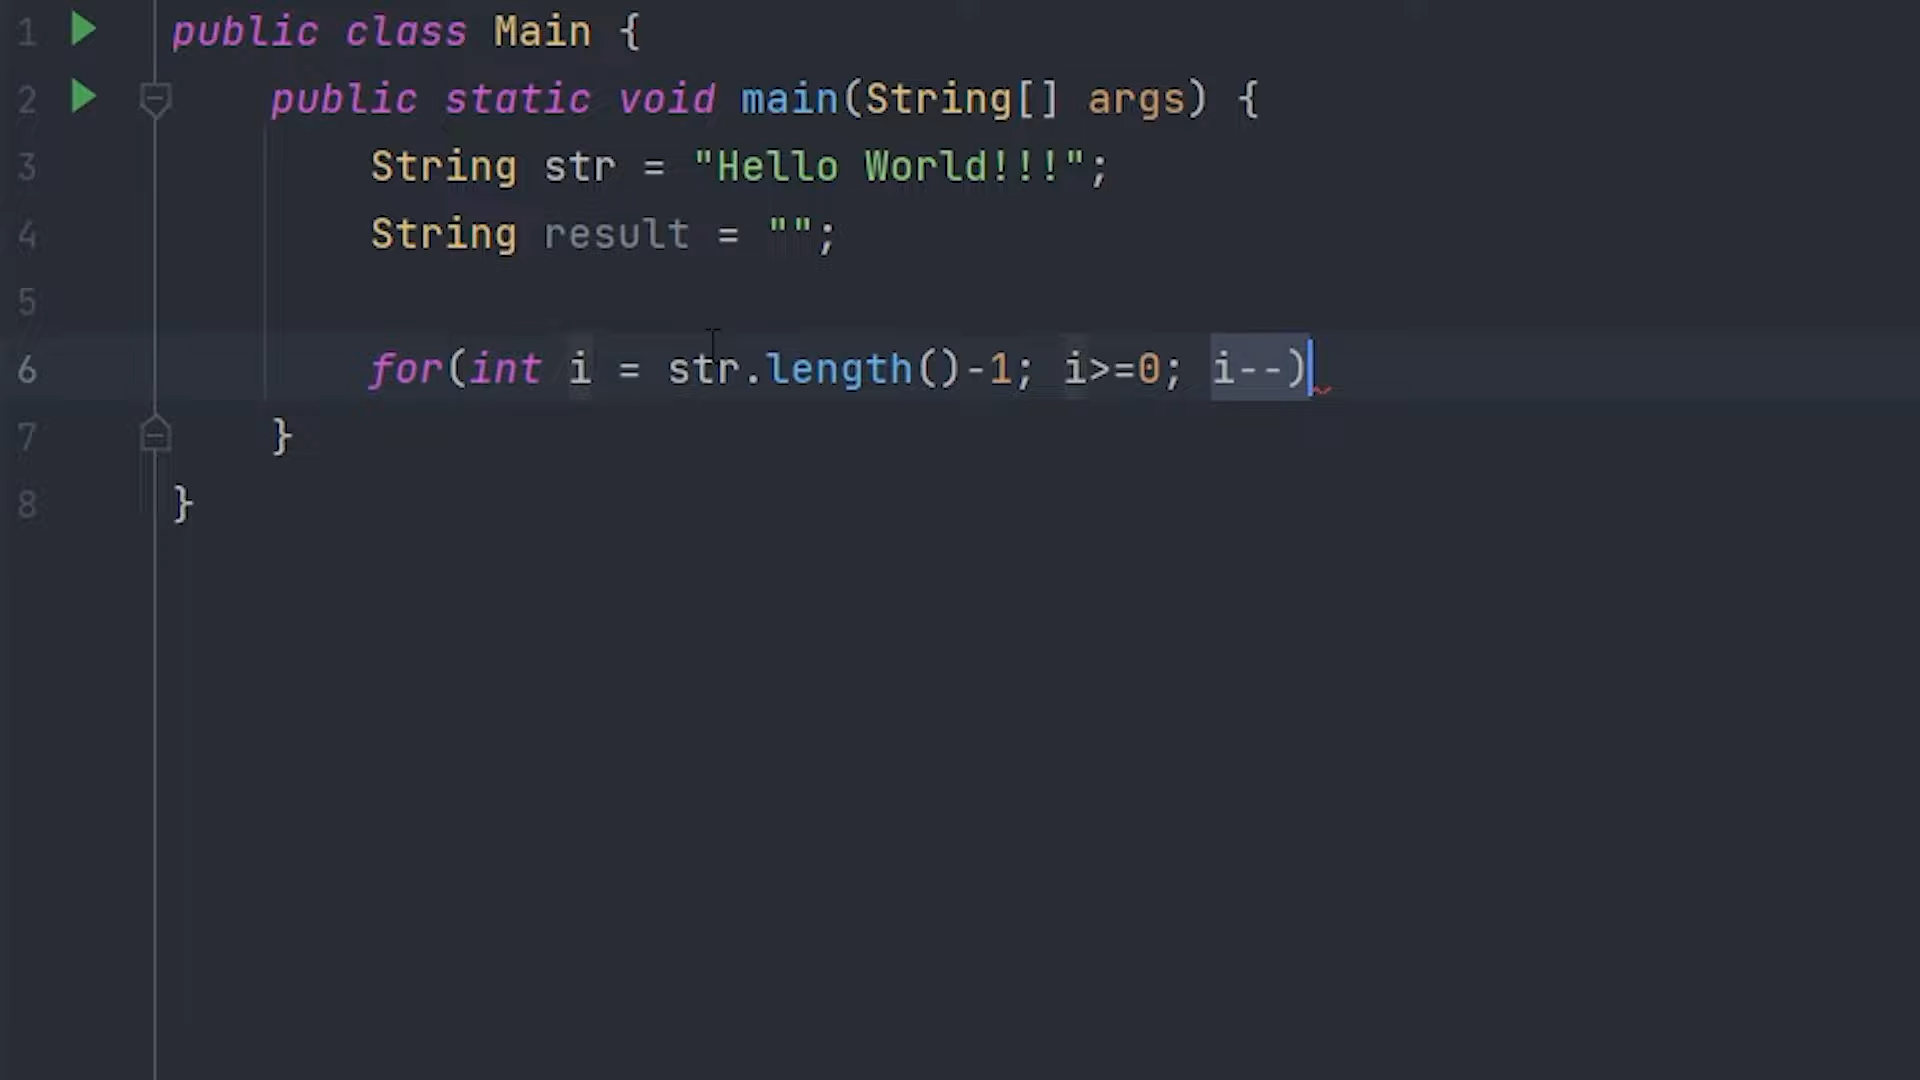 1 public class Main {
2 public static void main(String[] args) {
3 String str = "Hello World!!!";
4 String result = "";
5
6 for(int i = str.length()-1; i>=0; i--)
7 }
8 }